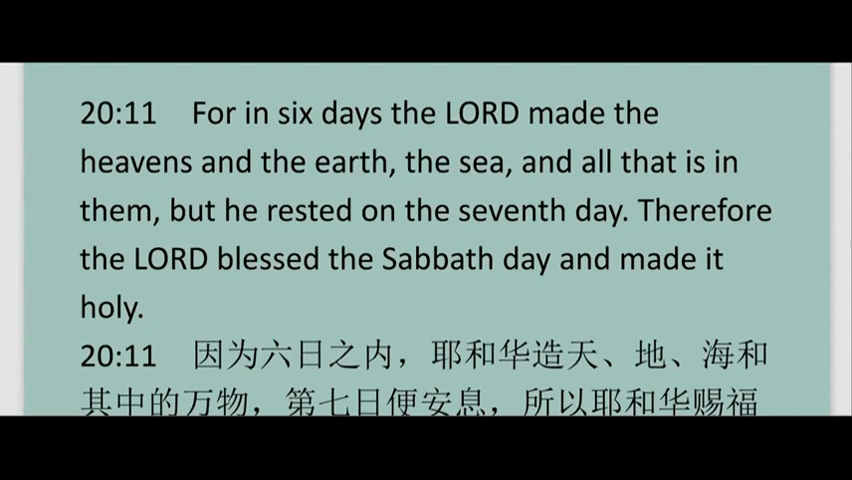 20:11 For in six days the LORD made the
heavens and the earth, the sea, and all that is in
them, but he rested on the seventh day. Therefore
the LORD blessed the Sabbath day and made it
holy.
20:11 因为六日之内，耶和华造天、地、海和
其中的万物，第七日便安息，所以耶和华赐福